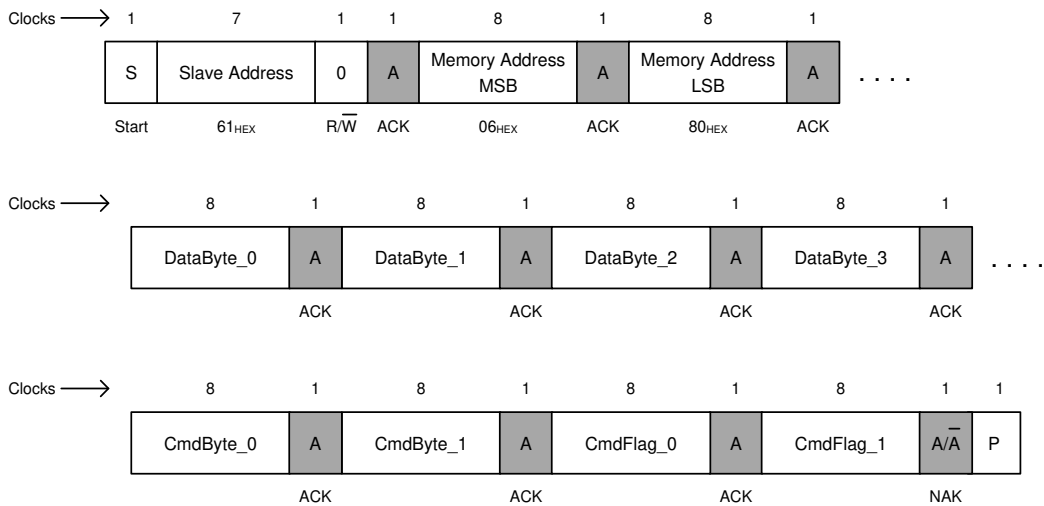 Clocks 1 7 1 1 8 1 8 1
S Slave Address 0 A Memory Address MSB A Memory Address LSB A . . . .
Start 61HEX R/W̅ ACK 06HEX ACK 80HEX ACK
Clocks 8 1 8 1 8 1 8 1
DataByte_0 A DataByte_1 A DataByte_2 A DataByte_3 A . . . .
ACK ACK ACK ACK
Clocks 8 1 8 1 8 1 8 1 1
CmdByte_0 A CmdByte_1 A CmdFlag_0 A CmdFlag_1 A/A̅ P
ACK ACK ACK NAK